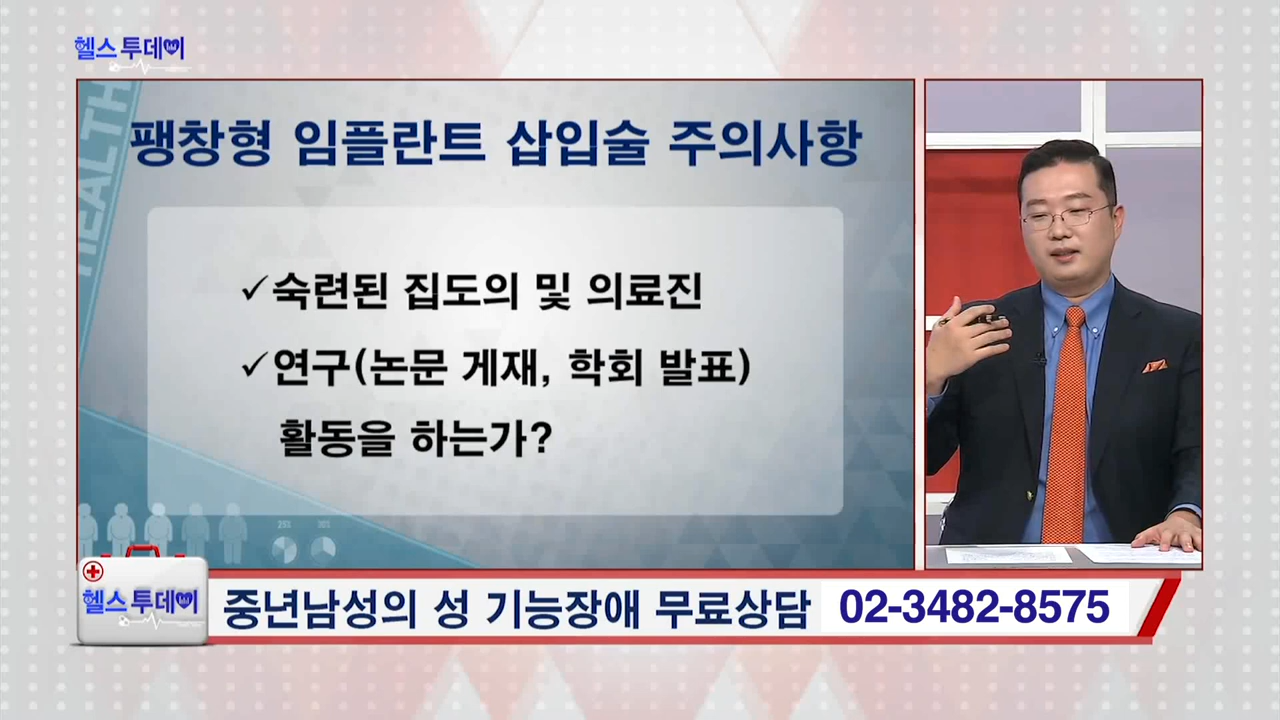 헬스투데이
HEALTH
팽창형 임플란트 삽입술 주의사항
✓숙련된 집도의 및 의료진
✓연구(논문 게재, 학회 발표)
활동을 하는가?
25% 30%
헬스투데이
중년남성의 성 기능장애 무료상담 02-3482-8575